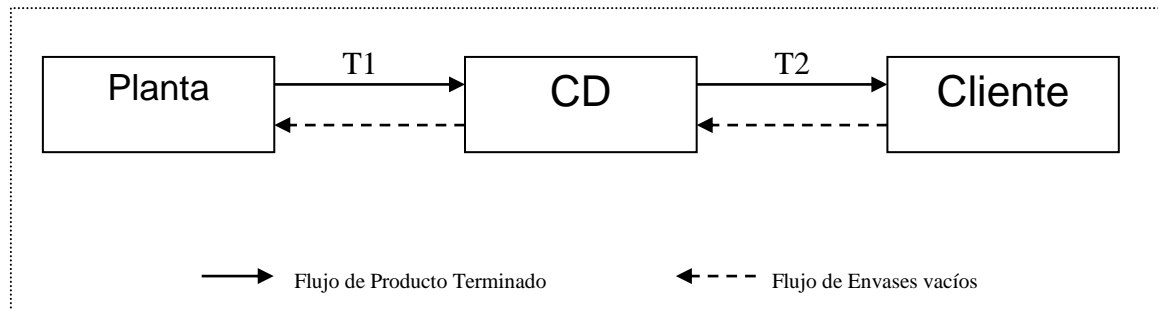 T1
T2
Planta
CD
Cliente
Flujo de Producto Terminado
Flujo de Envases vacíos